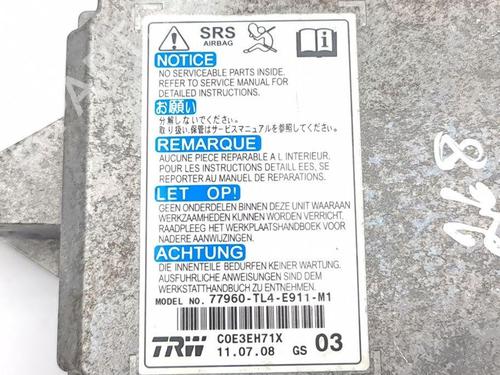 SRS
AIRBAG
NOTICE
NO SERVICEABLE PARTS INSIDE.
REFER TO SERVICE MANUAL FOR
DETAILED INSTRUCTIONS.
お願い
分解しないでください。
取り扱い、保管はサービスマニュアルを参照してください。
REMARQUE
AUCUNE PIECE REPARABLE A L INTERIEUR.
POUR LES INSTRUCTIONS DETAILL EES, SE
REPORTER AU MANUEL DE REPARATIONS.
LET OP!
GEEN ONDERDELEN BINNEN DEZE UNIT WARAAN
WERKZAAMHEDEN KUNNEN WORDEN VERRICHT.
RAADPLEEG HET WERKPLAATSHANDBOEK VOOR
NADERE AANWIJZINGEN.
ACHTUNG
DIE INNENTEILE BEDURFEN KEINER WARTUNG.
AUSFUHRLICHE ANWEISUNGEN SIND DEM
WERKSTATTHANDBUCH ZU ENTNEHMEN.
MODEL NO. 77960-TL4-E911-M1
TRW
C0E3EH71X
11.07.08 GS 03